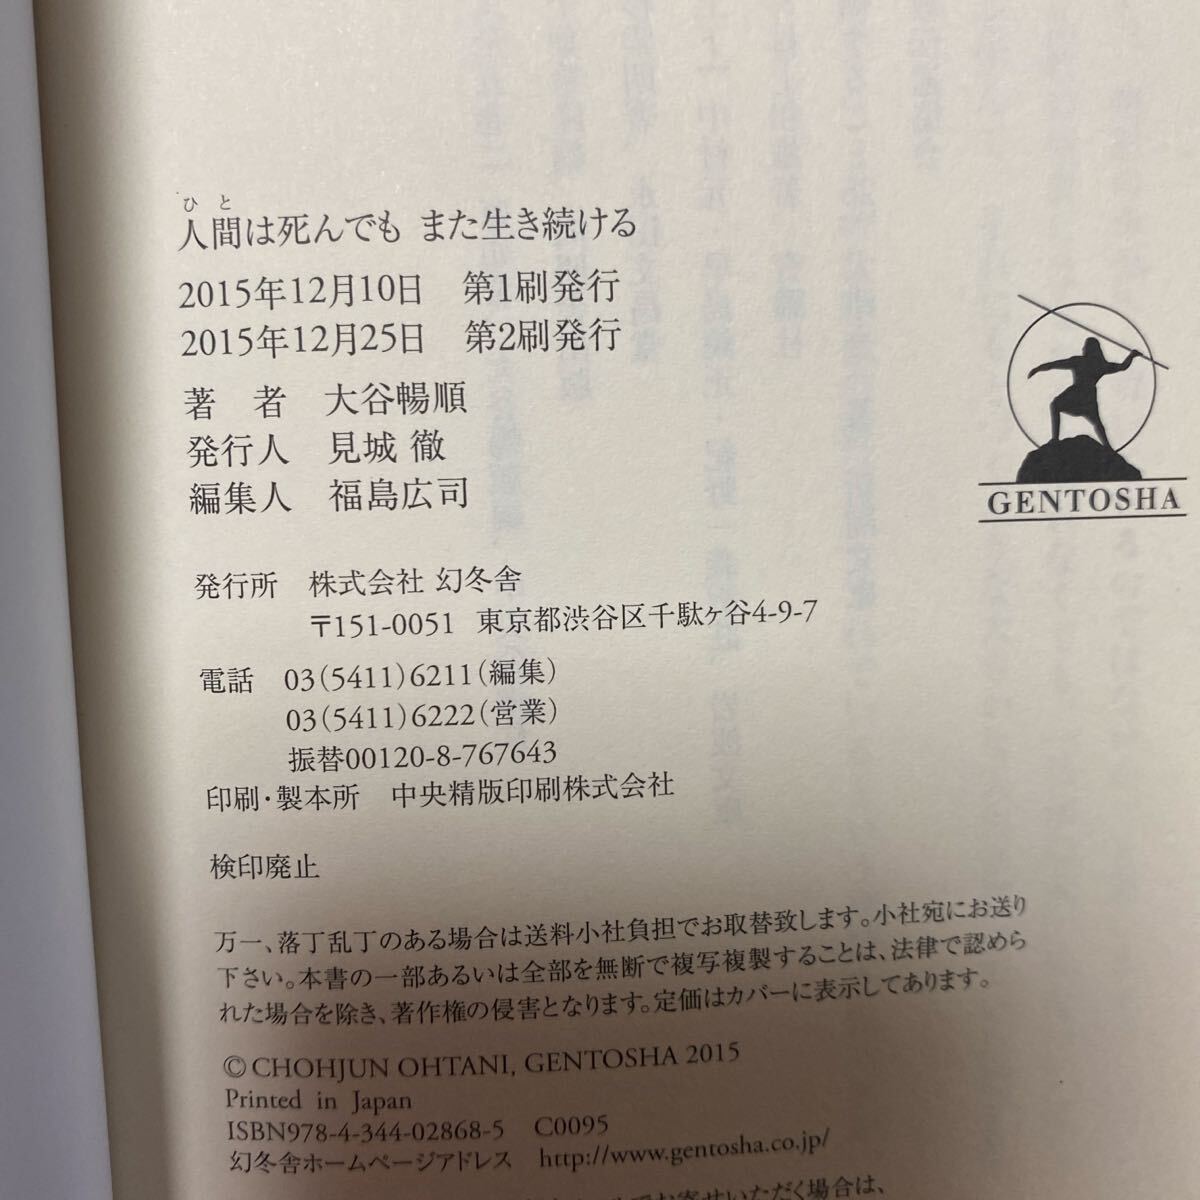 ひと
人間は死んでも また生き続ける
2015年12月10日　第1刷発行
2015年12月25日　第2刷発行
著　者　大谷暢順
発行人　見城 徹
編集人　福島広司
GENTOSHA
発行所　株式会社 幻冬舎
〒151-0051　東京都渋谷区千駄ヶ谷4-9-7
電話　03(5411)6211(編集)
03(5411)6222(営業)
振替00120-8-767643
印刷・製本所　中央精版印刷株式会社
検印廃止
万一、落丁乱丁のある場合は送料小社負担でお取替致します。小社宛にお送り
下さい。本書の一部あるいは全部を無断で複写複製することは、法律で認めら
れた場合を除き、著作権の侵害となります。定価はカバーに表示してあります。
©CHOHJUN OHTANI, GENTOSHA 2015
Printed in Japan
ISBN978-4-344-02868-5　C0095
幻冬舎ホームページアドレス　http://www.gentosha.co.jp/
でお寄せいただく場合は、